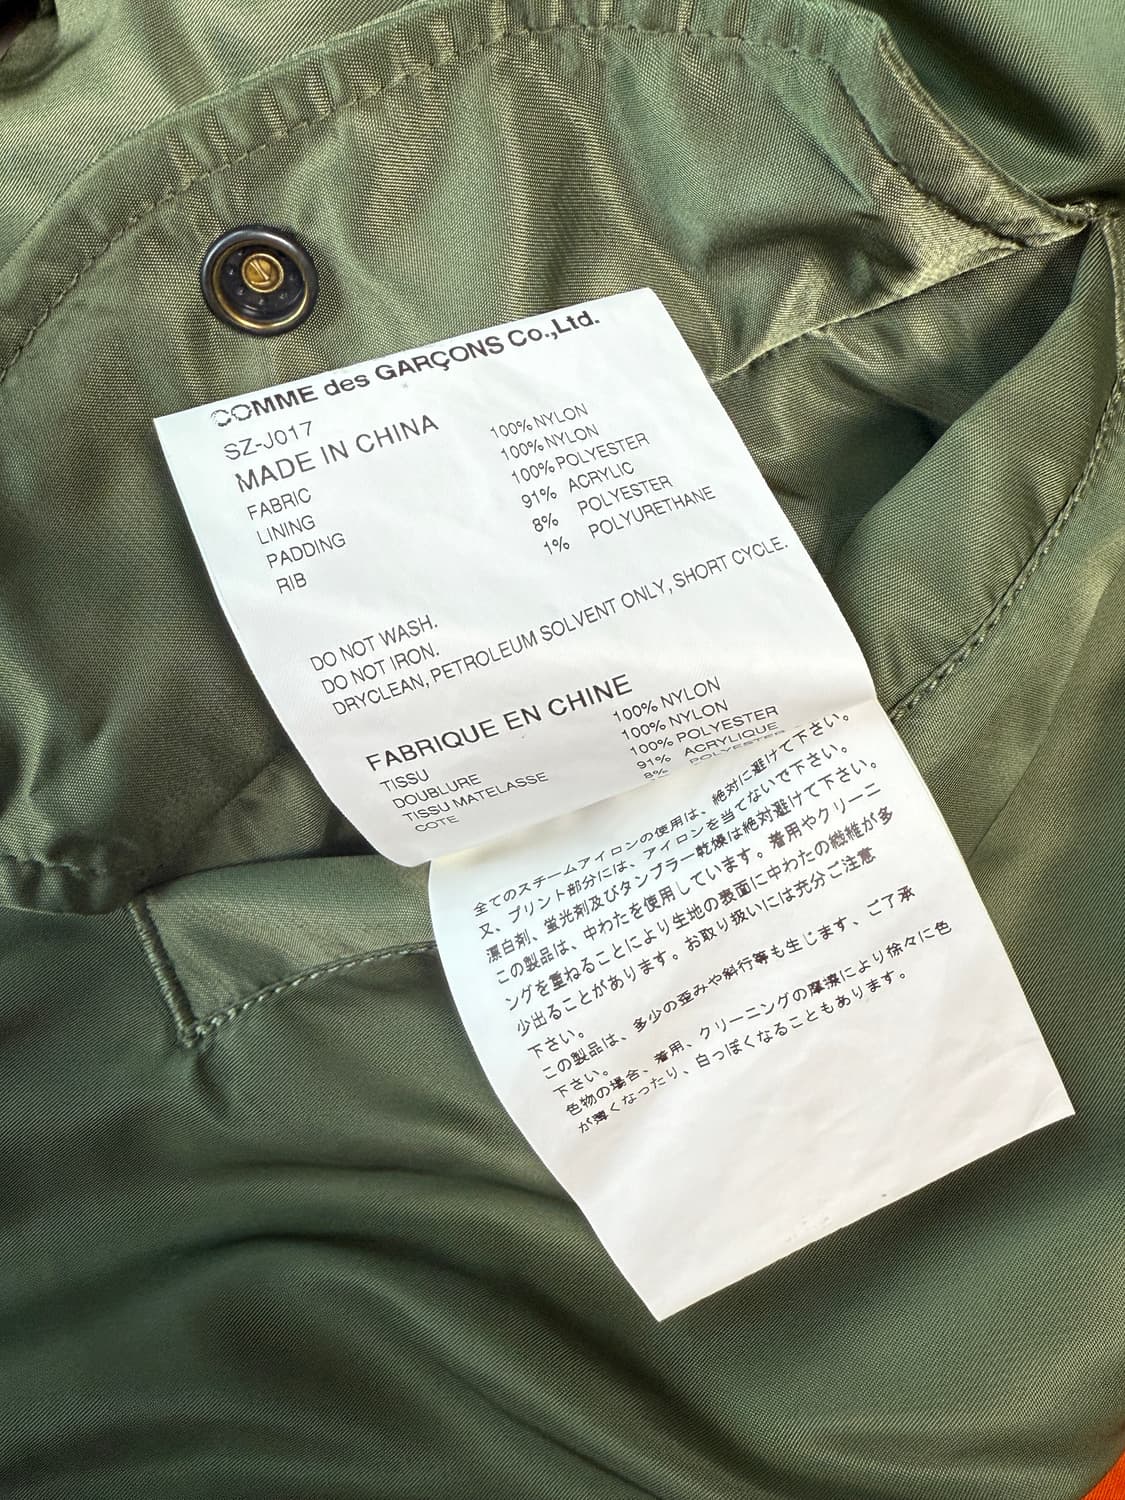 COMME des GARÇONS Co.,Ltd.
SZ-J017
MADE IN CHINA
FABRIC 100% NYLON
LINING 100% NYLON
PADDING 100% POLYESTER
RIB 91% ACRYLIC
8% POLYESTER
1% POLYURETHANE
DO NOT WASH.
DO NOT IRON.
DRYCLEAN, PETROLEUM SOLVENT ONLY, SHORT CYCLE.
FABRIQUE EN CHINE
TISSU 100% NYLON
DOUBLURE 100% NYLON
TISSU MATELASSE 100% POLYESTER
COTE 91% ACRYLIQUE
8% POLYESTER
全てのスチームアイロンの使用は、絶対に避けて下さい。
又、プリント部分には、アイロンを当てないで下さい。
漂白剤、蛍光剤及びタンブラー乾燥は絶対避けて下さい。
この製品は、中わたを使用しています。着用やクリーニ
ングを重ねることにより生地の表面に中わたの繊維が多
少出ることがあります。お取り扱いには充分ご注意
下さい。
この製品は、多少の歪みや斜行等も生じます、ご了承
下さい。
色物の場合、着用、クリーニングの摩擦により徐々に色
が薄くなったり、白っぽくなることもあります。